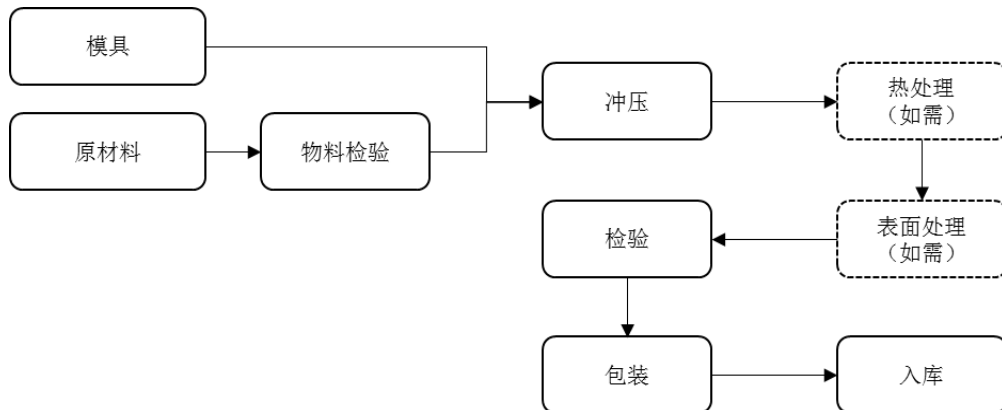 模具
原材料
物料检验
冲压
热处理
（如需）
表面处理
（如需）
检验
包装
入库